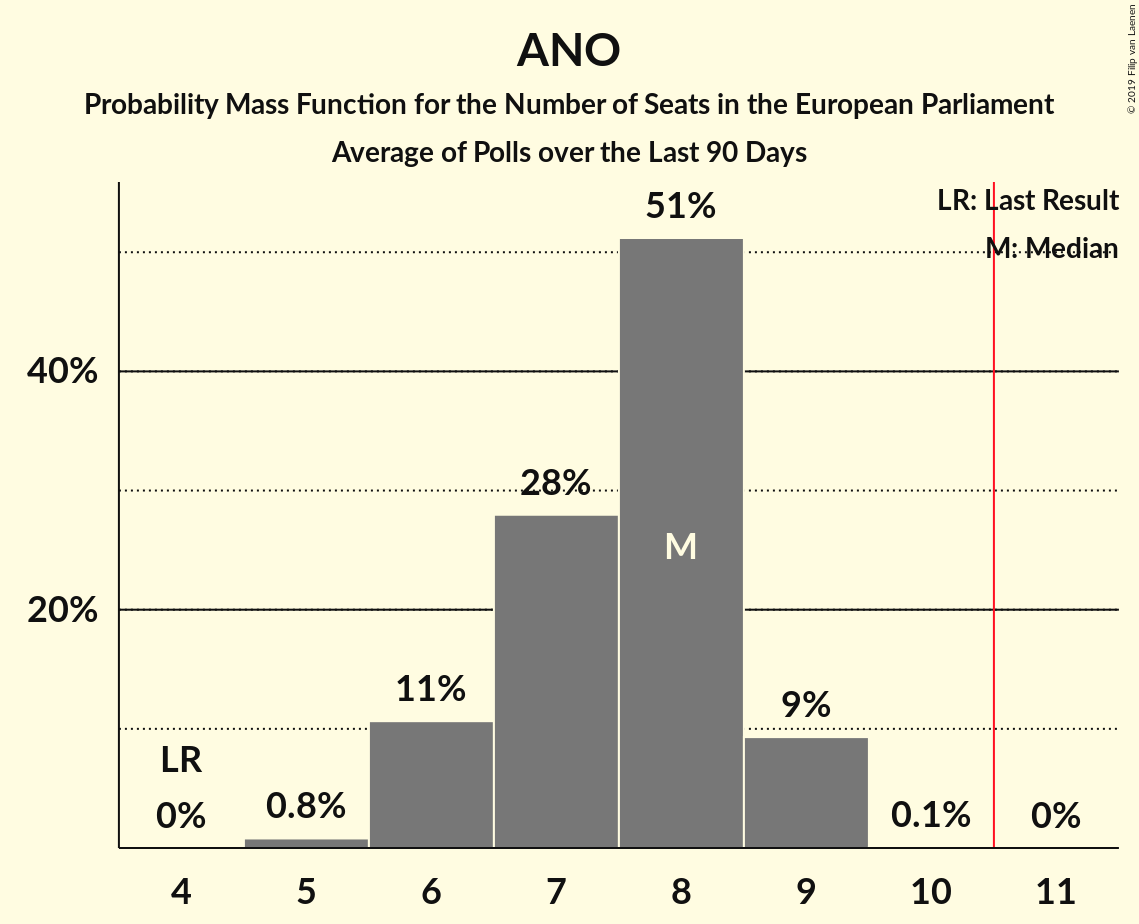 ANO
Probability Mass Function for the Number of Seats in the European Parliament
Average of Polls over the Last 90 Days
© 2019 Filip van Laenen
LR: Last Result
M: Median
51%
40%
28%
M
20%
11%
9%
LR
0%
0.8%
0.1%
0%
4 5 6 7 8 9 10 11